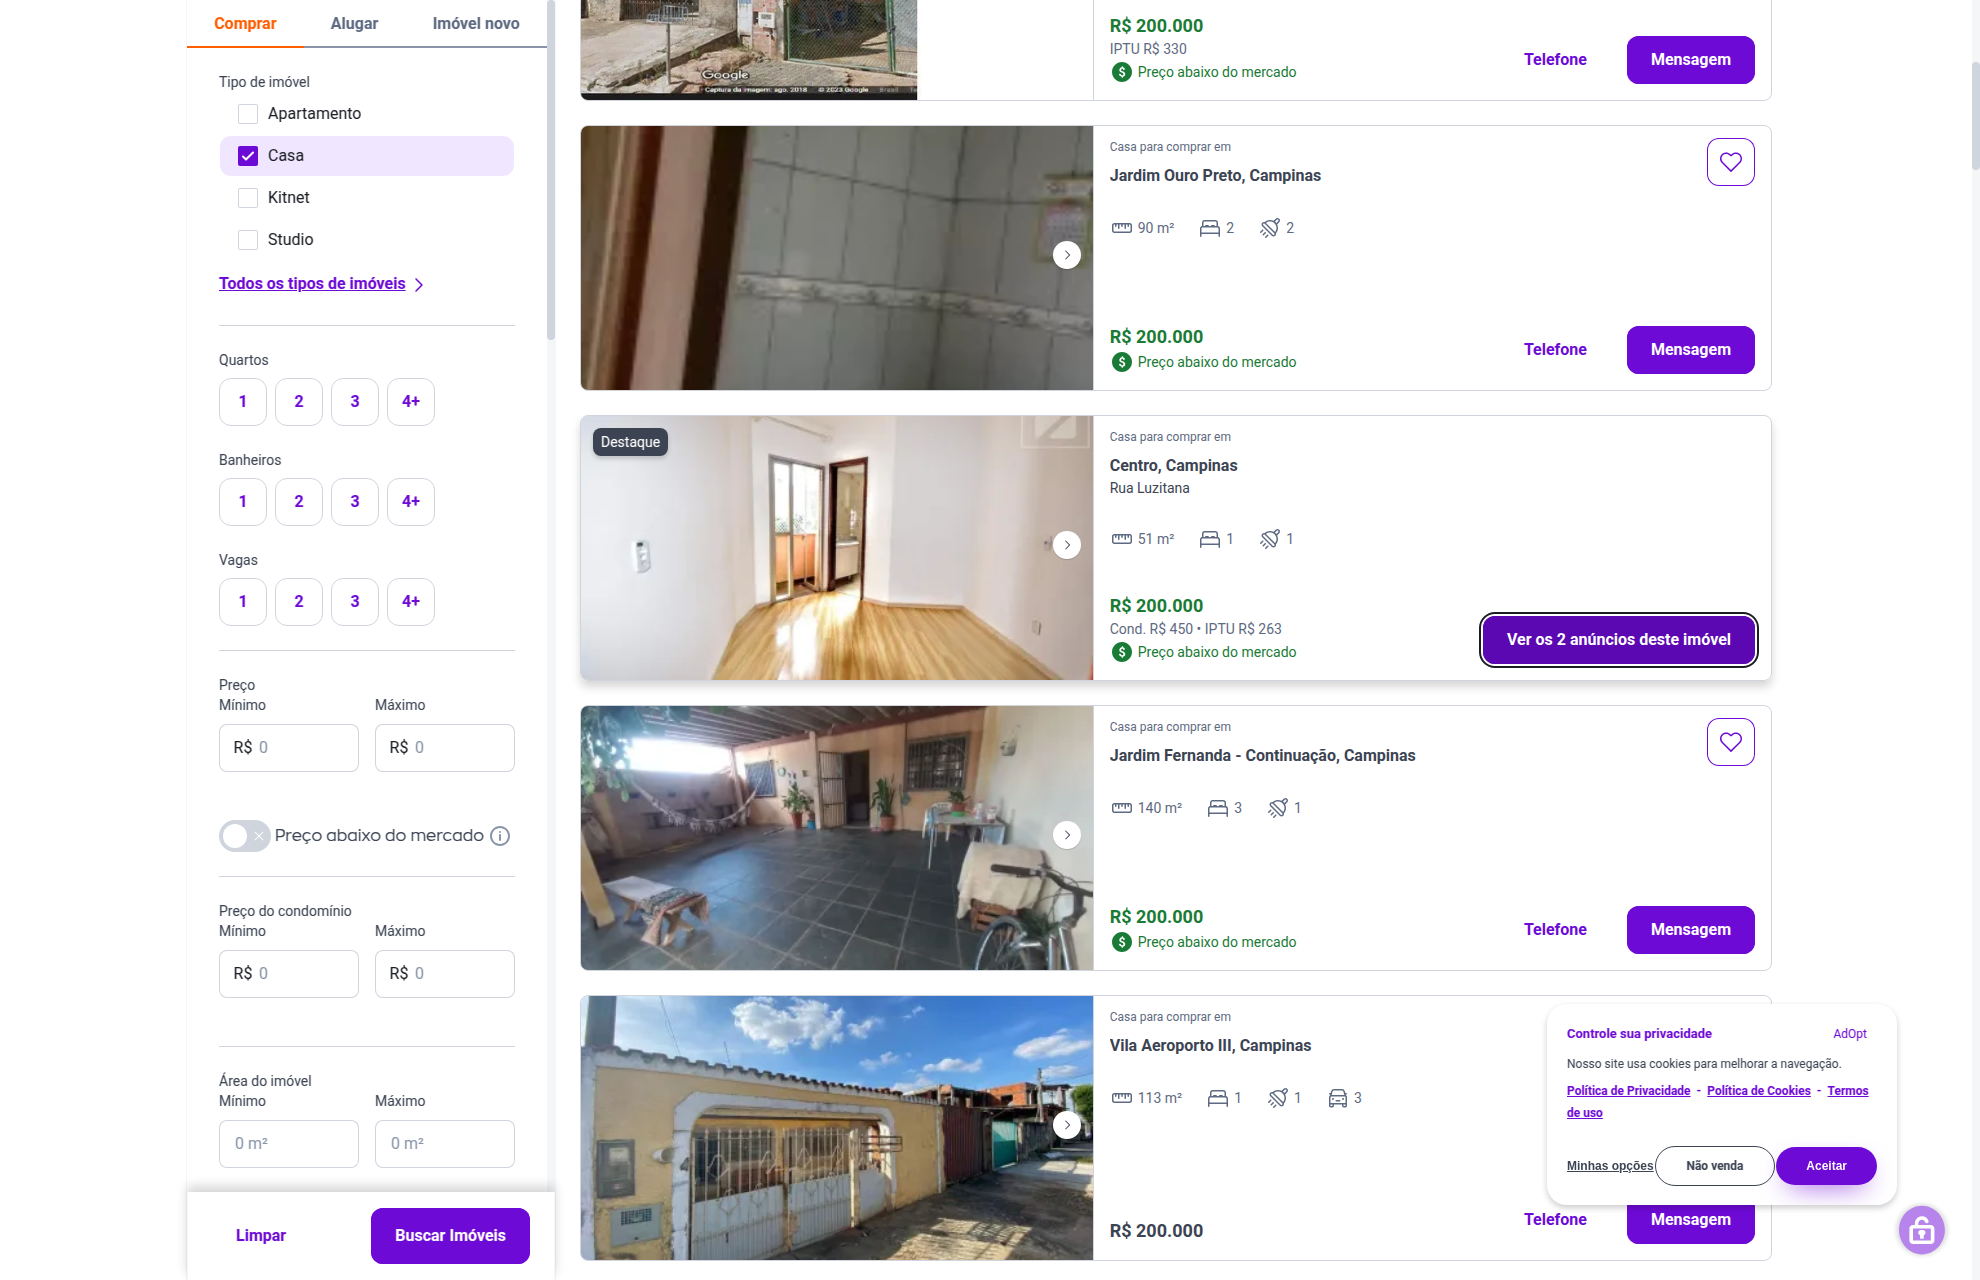 Comprar
Alugar
Imóvel novo
Tipo de imóvel
Apartamento
Casa
Kitnet
Studio
Todos os tipos de imóveis
Quartos
1
2
3
4+
Banheiros
1
2
3
4+
Vagas
1
2
3
4+
Preço
Mínimo
Máximo
R$ 0
R$ 0
Preço abaixo do mercado
Preço do condomínio
Mínimo
Máximo
R$ 0
R$ 0
Área do imóvel
Mínimo
Máximo
0 m²
0 m²
Limpar
Buscar Imóveis
Google
Captura da imagem: ago. 2018 © 2023 Google Brasil
R$ 200.000
IPTU R$ 330
Preço abaixo do mercado
Telefone
Mensagem
Casa para comprar em
Jardim Ouro Preto, Campinas
90 m²
2
2
R$ 200.000
Preço abaixo do mercado
Telefone
Mensagem
Destaque
Casa para comprar em
Centro, Campinas
Rua Luzitana
51 m²
1
1
R$ 200.000
Cond. R$ 450 • IPTU R$ 263
Preço abaixo do mercado
Ver os 2 anúncios deste imóvel
Casa para comprar em
Jardim Fernanda - Continuação, Campinas
140 m²
3
1
R$ 200.000
Preço abaixo do mercado
Telefone
Mensagem
Casa para comprar em
Vila Aeroporto III, Campinas
113 m²
1
1
3
R$ 200.000
Telefone
Mensagem
Controle sua privacidade
AdOpt
Nosso site usa cookies para melhorar a navegação.
Política de Privacidade - Política de Cookies - Termos
de uso
Minhas opções
Não venda
Aceitar